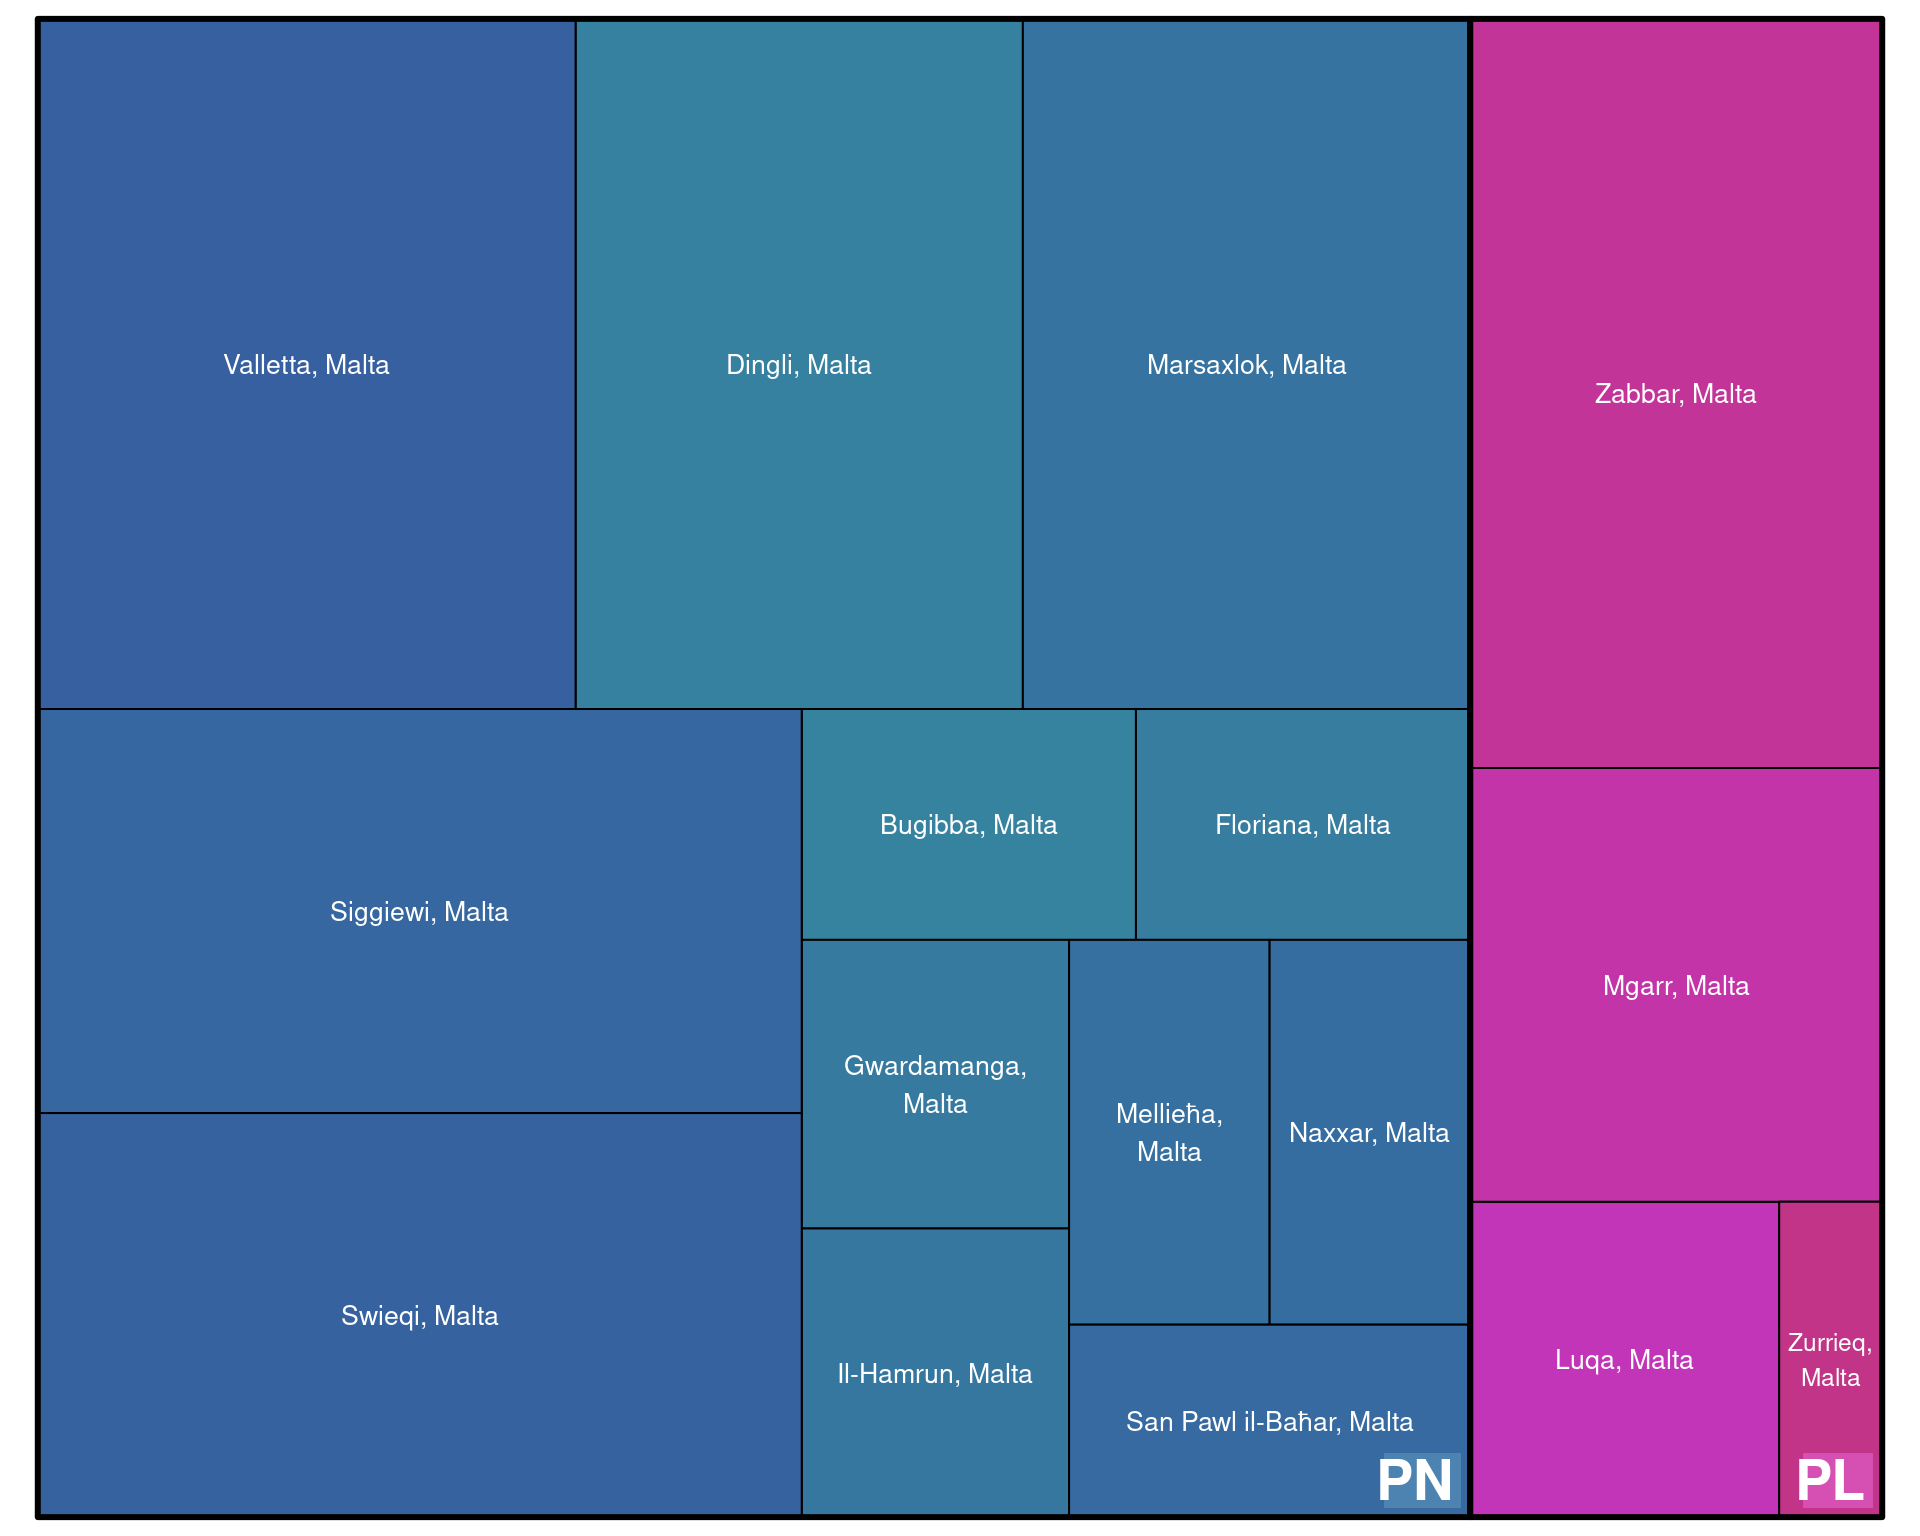 Valletta, Malta
Dingli, Malta
Marsaxlok, Malta
Zabbar, Malta
Bugibba, Malta
Floriana, Malta
Siggiewi, Malta
Mgarr, Malta
Gwardamanga,
Malta
Mellieħa,
Malta
Naxxar, Malta
Swieqi, Malta
Il-Hamrun, Malta
San Pawl il-Baħar, Malta
PN
Luqa, Malta
Zurrieq,
Malta
PL